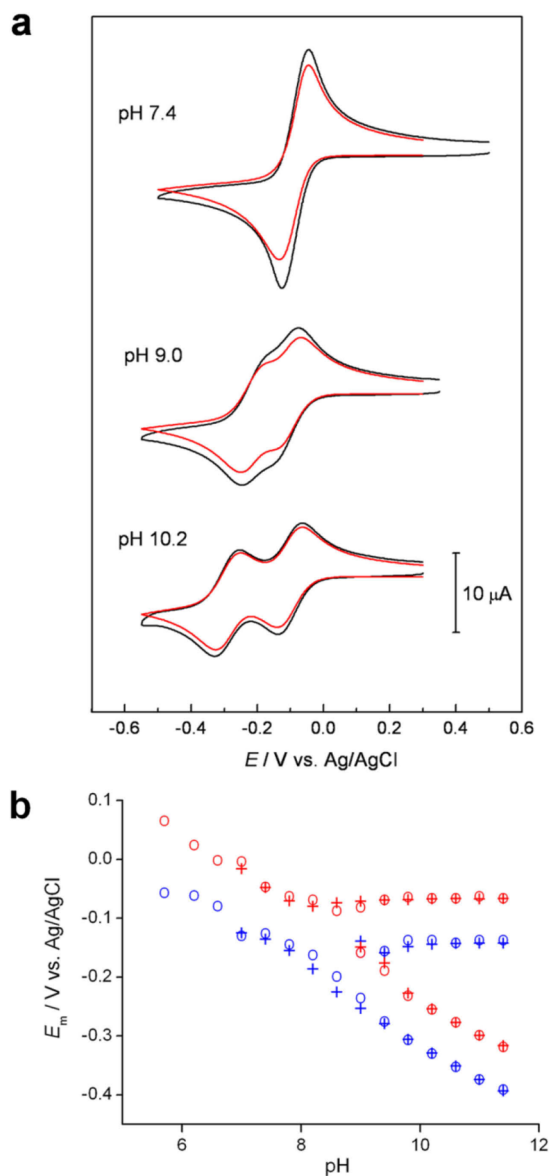 a
pH 7.4
pH 9.0
pH 10.2
10 µA
-0.6 -0.4 -0.2 0.0 0.2 0.4 0.6
E / V vs. Ag/AgCl
b
0.1
0.0
-0.1
-0.2
-0.3
-0.4
Em / V vs. Ag/AgCl
6 8 10 12
pH